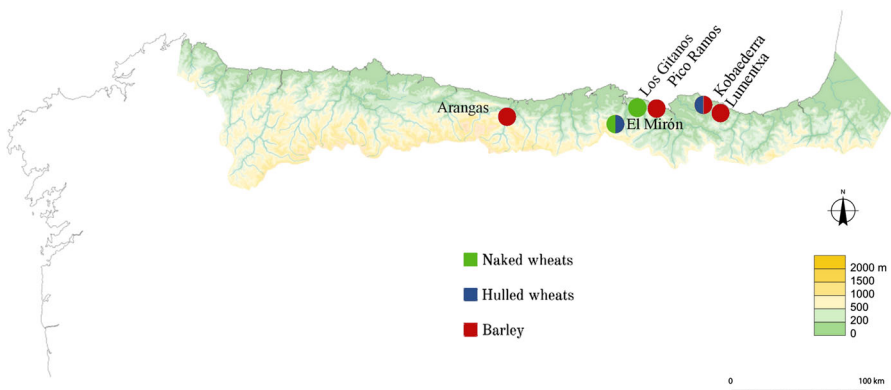 Los Gitanos
Pico Ramos
Kobaederra
Lumentxa
Arangas
El Mirón
N
Naked wheats
Hulled wheats
Barley
2000 m
1500
1000
500
200
0
0 100 km